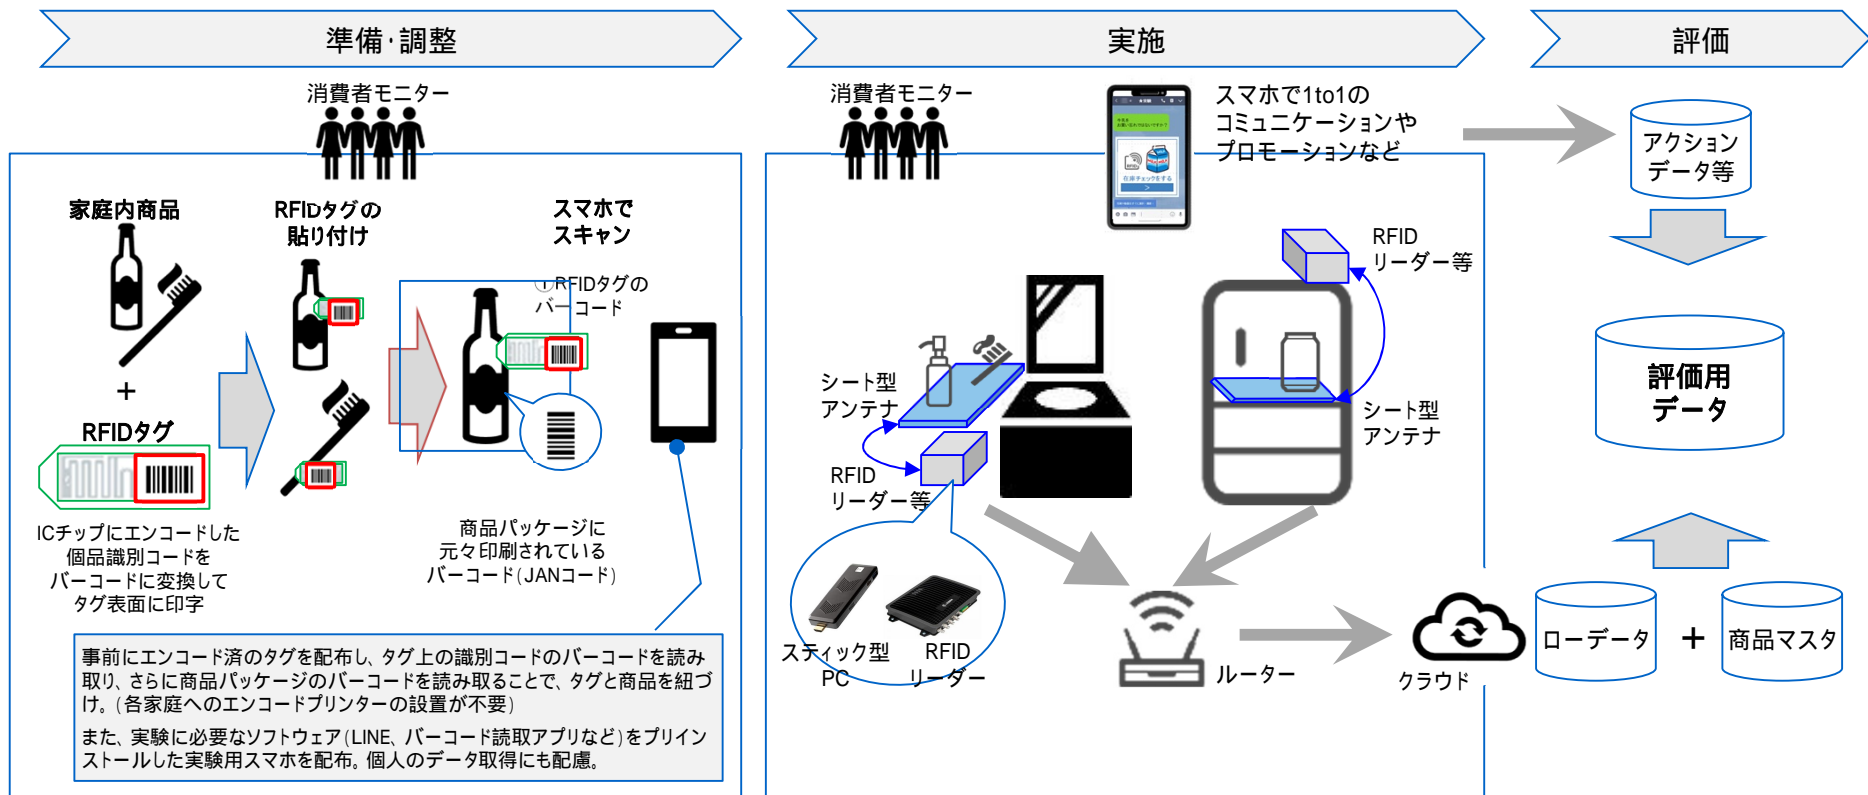 準備・調整
実施
評価
消費者モニター
家庭内商品
RFIDタグの
貼り付け
スマホで
スキャン
①RFIDタグの
バーコード
+
RFIDタグ
ICチップにエンコードした
個品識別コードを
バーコードに変換して
タグ表面に印字
商品パッケージに
元々印刷されている
バーコード(JANコード)
事前にエンコード済のタグを配布し、タグ上の識別コードのバーコードを読み
取り、さらに商品パッケージのバーコードを読み取ることで、タグと商品を紐づ
け。(各家庭へのエンコードプリンターの設置が不要)
また、実験に必要なソフトウェア(LINE、バーコード読取アプリなど)をプリイン
ストールした実験用スマホを配布。個人のデータ取得にも配慮。
消費者モニター
在庫チェックをする
スマホで1to1の
コミュニケーションや
プロモーションなど
RFID
リーダー等
シート型
アンテナ
シート型
アンテナ
RFID
リーダー等
スティック型
PC
RFID
リーダー
ルーター
クラウド
アクション
データ等
評価用
データ
ローデータ
+
商品マスタ